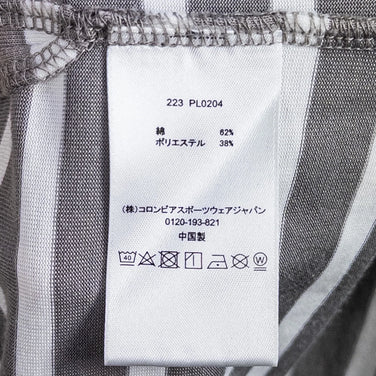 223 PL0204
綿 62%
ポリエステル 38%
(株)コロンビアスポーツウェアジャパン
0120-193-821
中国製
40 W